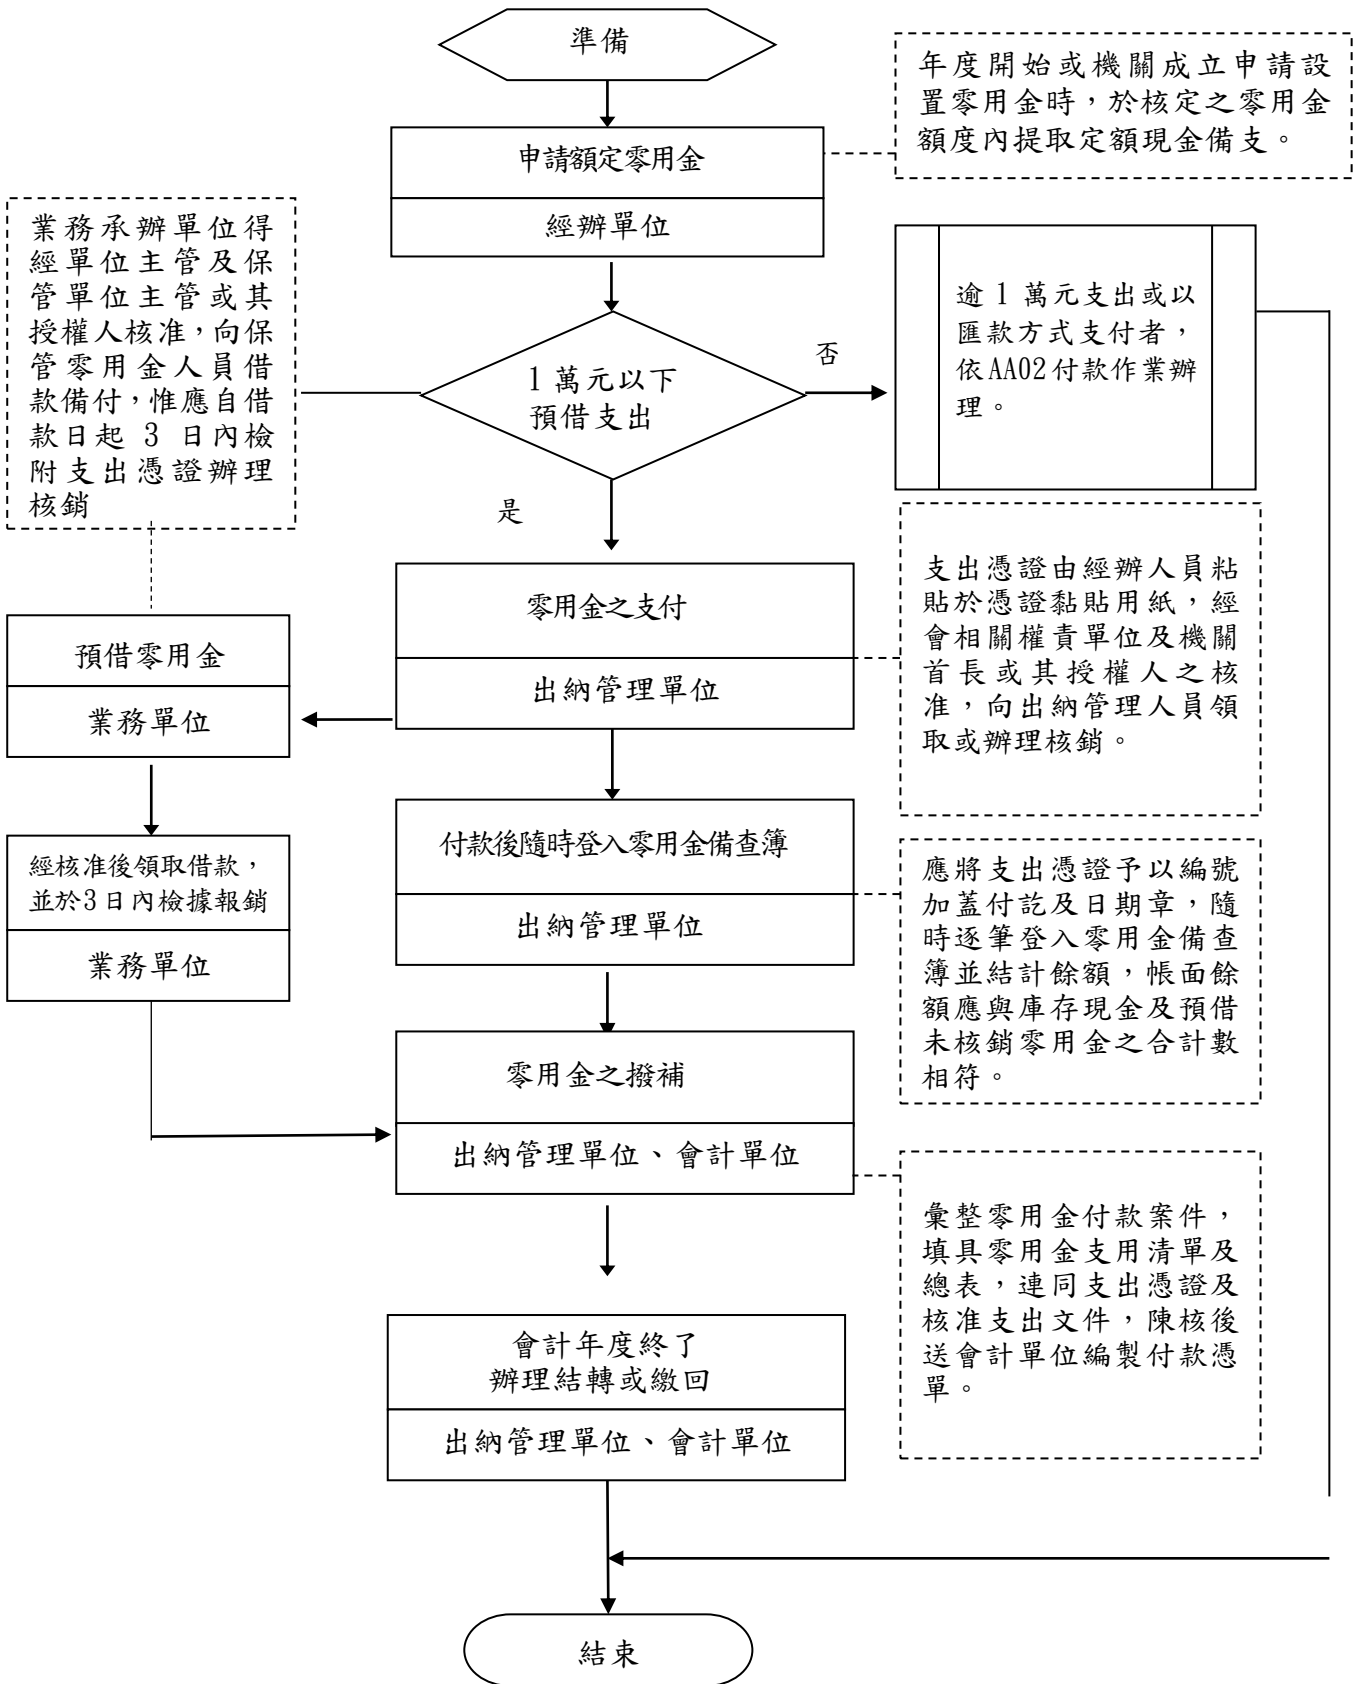 準備
年度開始或機關成立申請設
置零用金時，於核定之零用金
額度內提取定額現金備支。
申請額定零用金
經辦單位
業務承辦單位得
經單位主管及保
管單位主管或其
授權人核准，向保
管零用金人員借
款備付，惟應自借
款日起 3 日內檢
附支出憑證辦理
核銷
逾 1 萬元支出或以
匯款方式支付者，
依AA02付款作業辦
理。
否
1 萬元以下
預借支出
是
零用金之支付
出納管理單位
支出憑證由經辦人員粘
貼於憑證黏貼用紙，經
會相關權責單位及機關
首長或其授權人之核
准，向出納管理人員領
取或辦理核銷。
預借零用金
業務單位
付款後隨時登入零用金備查簿
出納管理單位
經核准後領取借款，
並於3日內檢據報銷
業務單位
應將支出憑證予以編號
加蓋付訖及日期章，隨
時逐筆登入零用金備查
簿並結計餘額，帳面餘
額應與庫存現金及預借
未核銷零用金之合計數
相符。
零用金之撥補
出納管理單位、會計單位
彙整零用金付款案件，
填具零用金支用清單及
總表，連同支出憑證及
核准支出文件，陳核後
送會計單位編製付款憑
單。
會計年度終了
辦理結轉或繳回
出納管理單位、會計單位
結束